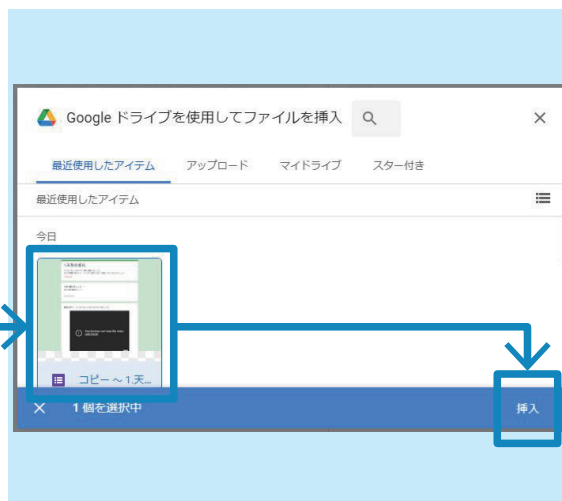 Google ドライブを使用してファイルを挿入
最近使用したアイテム アップロード マイドライブ スター付き
最近使用したアイテム
今日
コピー ～ 1.天...
1 個を選択中
挿入